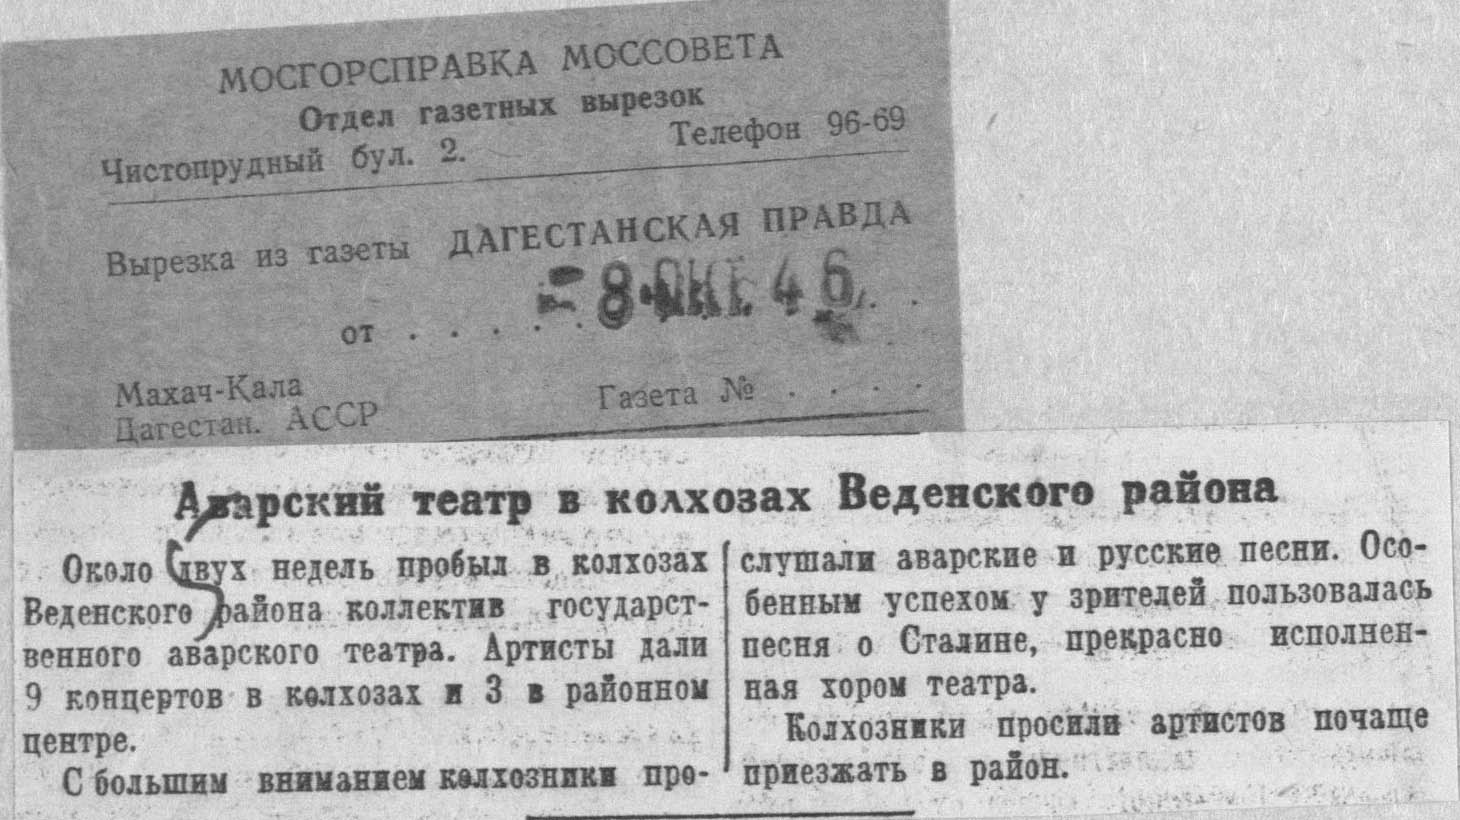 МОСГОРСПРАВКА МОССОВЕТА
Отдел газетных вырезок
Чистопрудный бул. 2. Телефон 96-69
Вырезка из газеты ДАГЕСТАНСКАЯ ПРАВДА
от . . . . . - 8 ОКТ. 46 . .
Махач-Кала Газета № . . . .
Дагестан. АССР
Аварский театр в колхозах Веденского района
Около двух недель пробыл в колхозах
Веденского района коллектив государст-
венного аварского театра. Артисты дали
9 концертов в колхозах и 3 в районном
центре.
С большим вниманием колхозники про-
слушали аварские и русские песни. Осо-
бенным успехом у зрителей пользовалась
песня о Сталине, прекрасно исполнен-
ная хором театра.
Колхозники просили артистов почаще
приезжать в район.